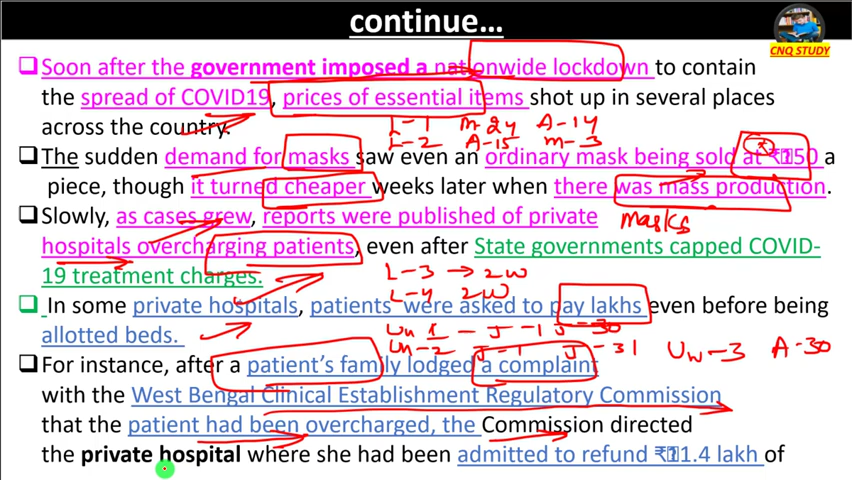 continue...
CNQ STUDY
Soon after the government imposed a nationwide lockdown to contain
the spread of COVID19, prices of essential items shot up in several places
across the country.
L-1 M-24 A-14
L-2 A-15 M-3
The sudden demand for masks saw even an ordinary mask being sold at ₹150 a
piece, though it turned cheaper weeks later when there was mass production.
Slowly, as cases grew, reports were published of private
masks
hospitals overcharging patients, even after State governments capped COVID-
19 treatment charges.
L-3 → 2W
L-4 2W
In some private hospitals, patients were asked to pay lakhs even before being
allotted beds.
Un 1 - J-1 J-30
Un-2 J-1 J-31 Uw-3 A-30
For instance, after a patient's family lodged a complaint
with the West Bengal Clinical Establishment Regulatory Commission
that the patient had been overcharged, the Commission directed
the private hospital where she had been admitted to refund ₹11.4 lakh of